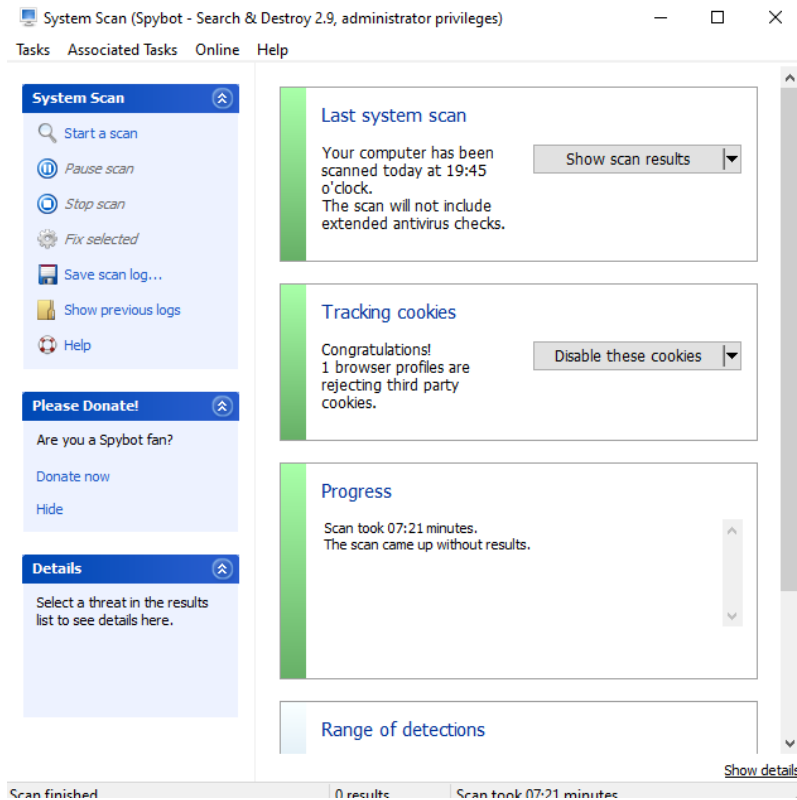 System Scan (Spybot - Search & Destroy 2.9, administrator privileges)
Tasks Associated Tasks Online Help
System Scan
Start a scan
Pause scan
Stop scan
Fix selected
Save scan log...
Show previous logs
Help
Please Donate!
Are you a Spybot fan?
Donate now
Hide
Details
Select a threat in the results
list to see details here.
Last system scan
Your computer has been
scanned today at 19:45
o'clock.
The scan will not include
extended antivirus checks.
Show scan results
Tracking cookies
Congratulations!
1 browser profiles are
rejecting third party
cookies.
Disable these cookies
Progress
Scan took 07:21 minutes.
The scan came up without results.
Range of detections
Show details
Scan finished 0 results Scan took 07:21 minutes